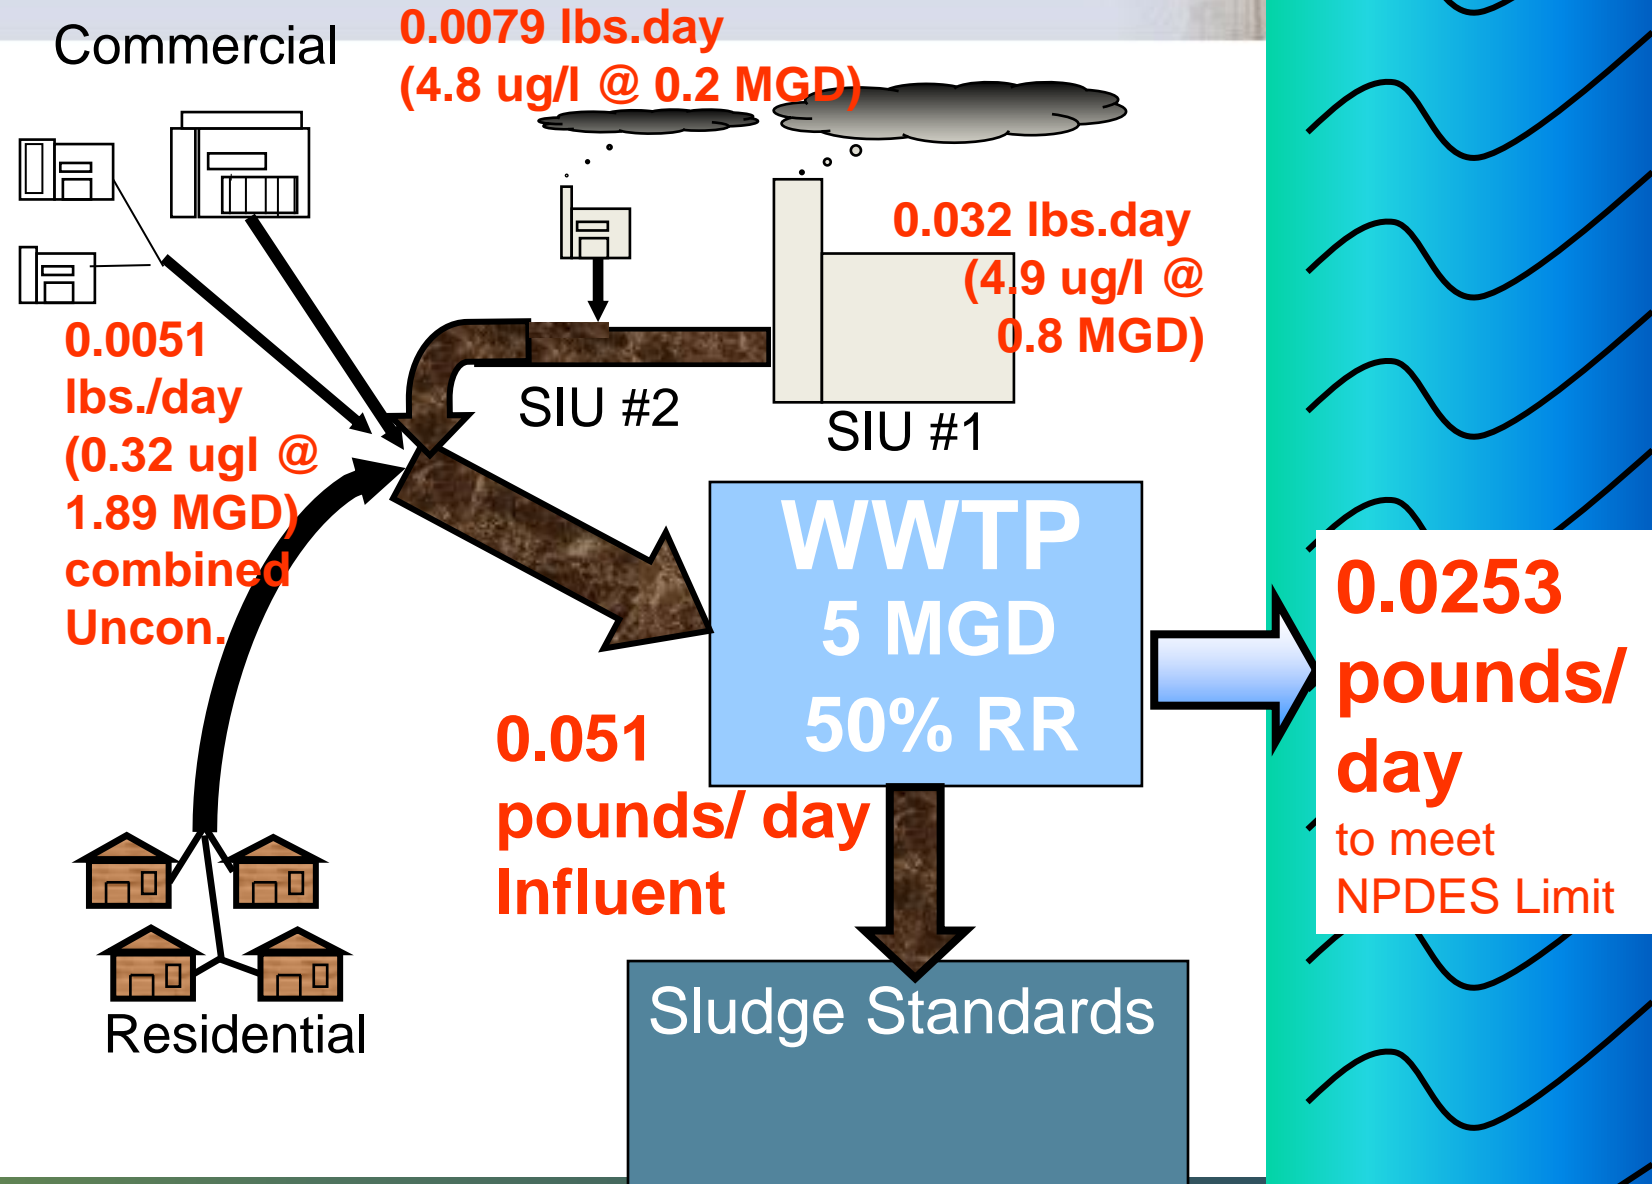 Commercial
0.0079 lbs.day
(4.8 ug/l @ 0.2 MGD)
0.032 lbs.day
(4.9 ug/l @
0.8 MGD)
0.0051
lbs./day
(0.32 ugl @
1.89 MGD)
combined
Uncon.
SIU #2
SIU #1
WWTP
5 MGD
50% RR
0.0253
pounds/
day
to meet
NPDES Limit
0.051
pounds/ day
Influent
Sludge Standards
Residential